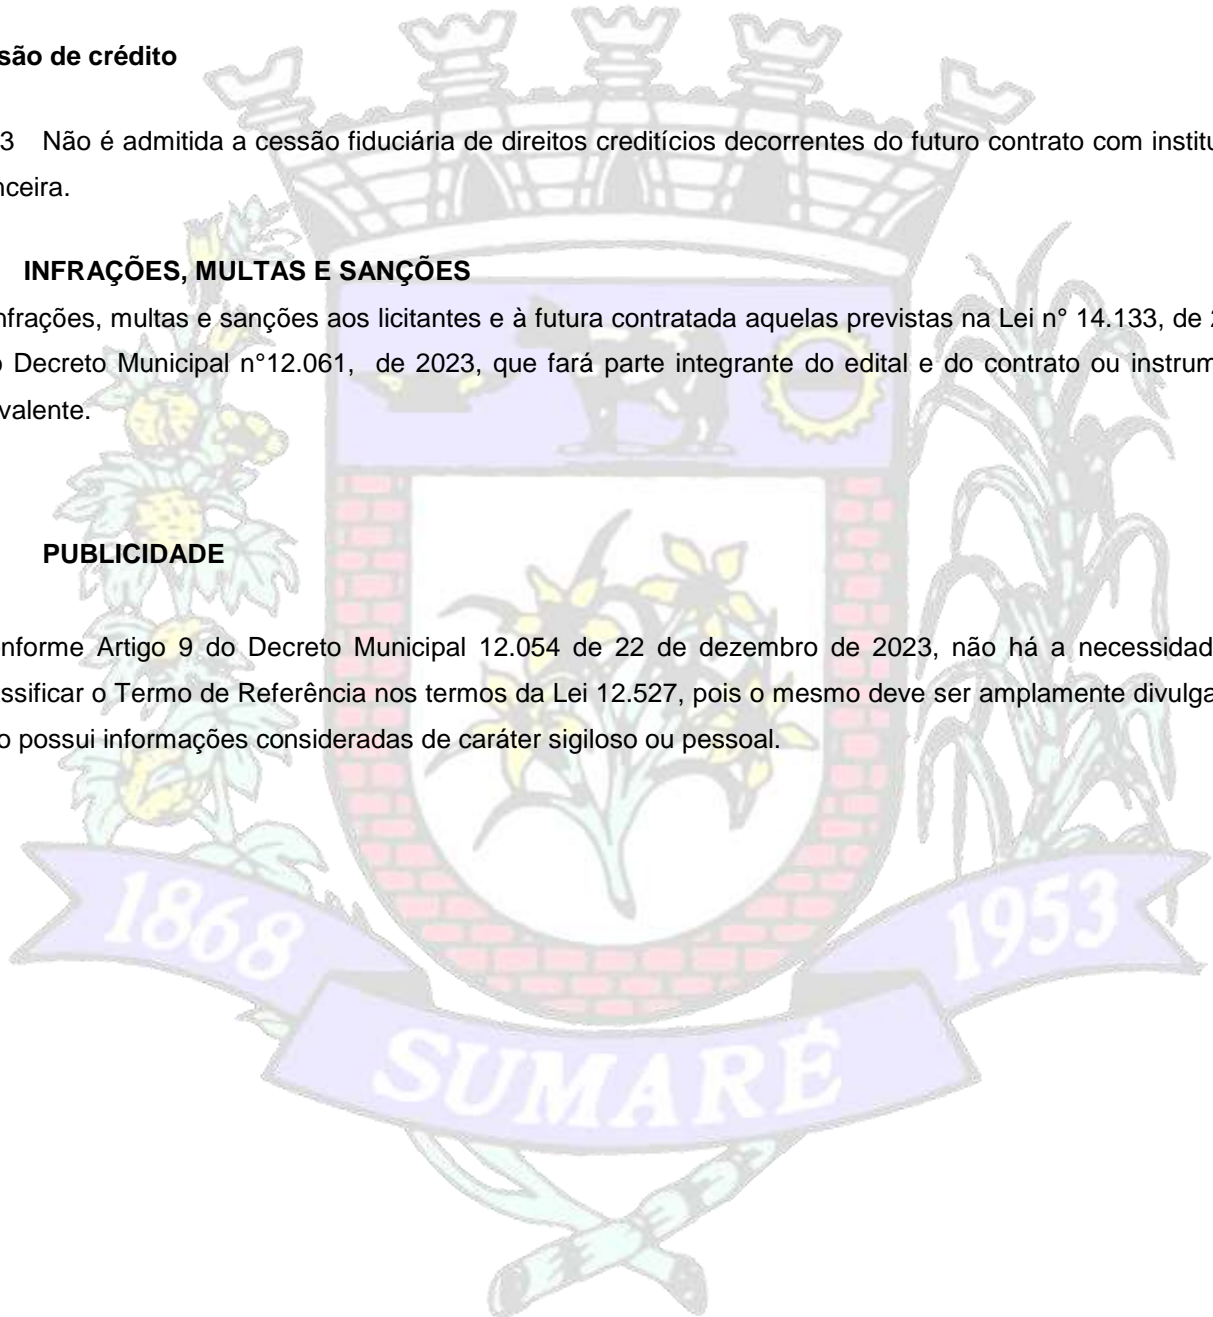 são de crédito
3 Não é admitida a cessão fiduciária de direitos creditícios decorrentes do futuro contrato com institu
nceira.
INFRAÇÕES, MULTAS E SANÇÕES
nfrações, multas e sanções aos licitantes e à futura contratada aquelas previstas na Lei n° 14.133, de 2
o Decreto Municipal n°12.061, de 2023, que fará parte integrante do edital e do contrato ou instrum
valente.
PUBLICIDADE
nforme Artigo 9 do Decreto Municipal 12.054 de 22 de dezembro de 2023, não há a necessidad
ssificar o Termo de Referência nos termos da Lei 12.527, pois o mesmo deve ser amplamente divulga
o possui informações consideradas de caráter sigiloso ou pessoal.
1868
1953
SUMARÉ